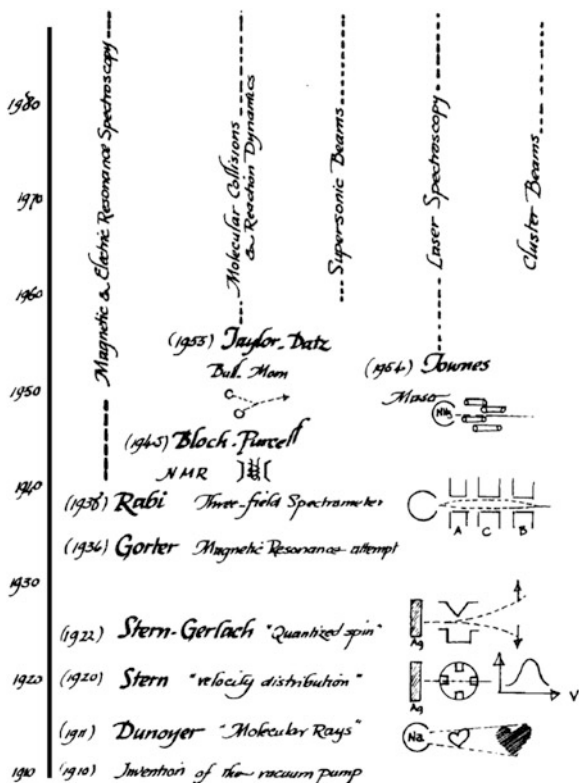 1980
1970
1960
1950
1940
1930
1920
1910
Magnetic & Electric Resonance Spectroscopy
Molecular Collisions
& Reaction Dynamics
Supersonic Beams
Laser Spectroscopy
Cluster Beams
(1955) Taylor-Datz
(1954) Townes
Maser
NH3
(1945) Bloch-Purcell
NMR
(1938) Rabi Three-field Spectrometer
A C B
(1936) Gorter Magnetic Resonance attempt
(1922) Stern-Gerlach "Quantized spin"
Ag
(1920) Stern "velocity distribution"
Ag
V
(1911) Dunoyer "Molecular Rays"
Na
(1910) Invention of the vacuum pump